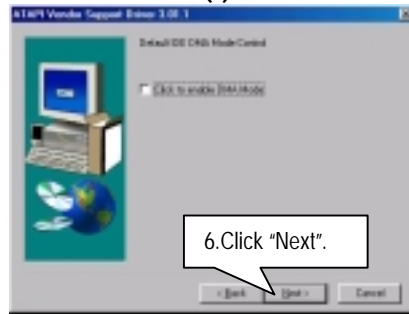 ATAPI Vendor Support Driver 3.01.1
Default IDE DMA Mode Control
Click to enable DMA Mode
6.Click “Next”.
< Back
Next >
Cancel